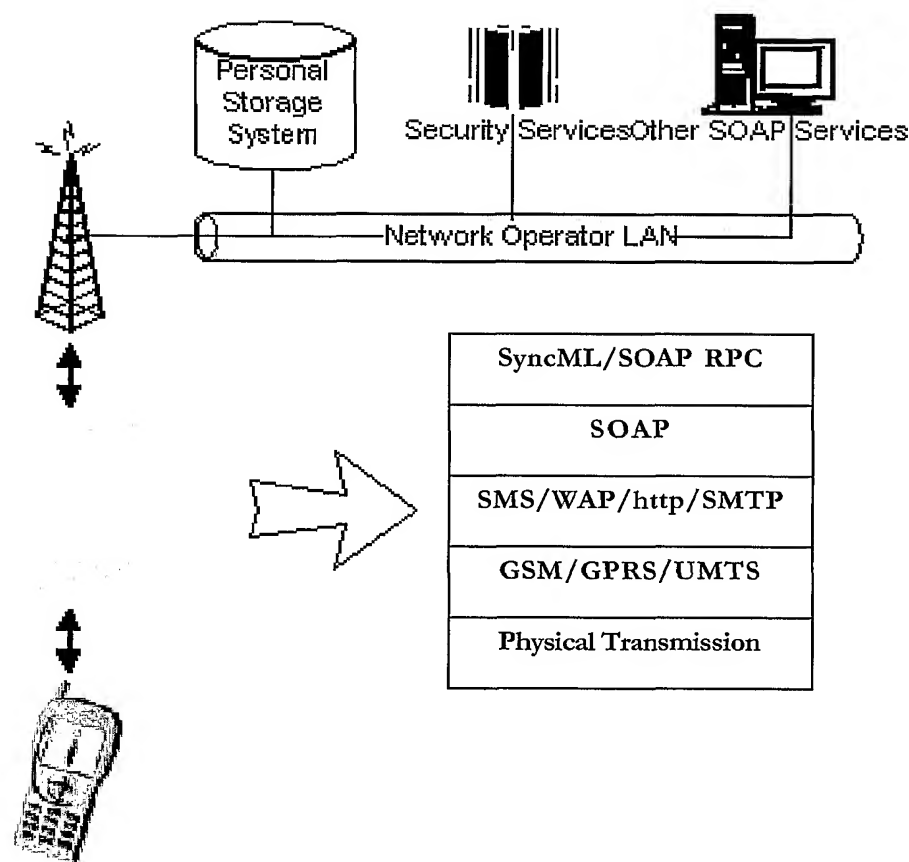 Personal
Storage
System
Security Services
Other SOAP Services
Network Operator LAN
SyncML/SOAP RPC
SOAP
SMS/WAP/http/SMTP
GSM/GPRS/UMTS
Physical Transmission